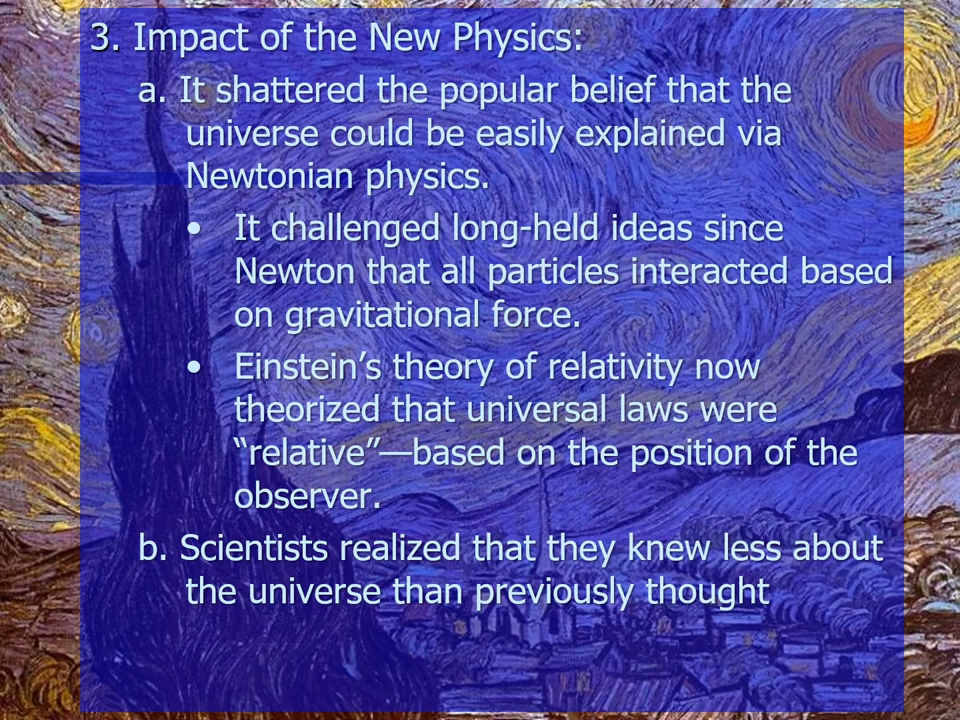 3. Impact of the New Physics:
a. It shattered the popular belief that the
universe could be easily explained via
Newtonian physics.
• It challenged long-held ideas since
Newton that all particles interacted based
on gravitational force.
• Einstein’s theory of relativity now
theorized that universal laws were
“relative”—based on the position of the
observer.
b. Scientists realized that they knew less about
the universe than previously thought